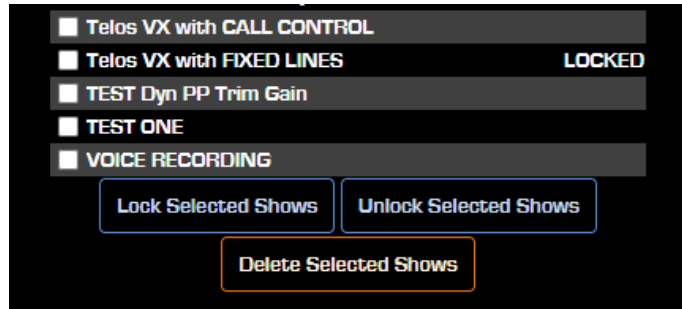 Telos VX with CALL CONTROL
Telos VX with FIXED LINES LOCKED
TEST Dyn PP Trim Gain
TEST ONE
VOICE RECORDING
Lock Selected Shows Unlock Selected Shows
Delete Selected Shows